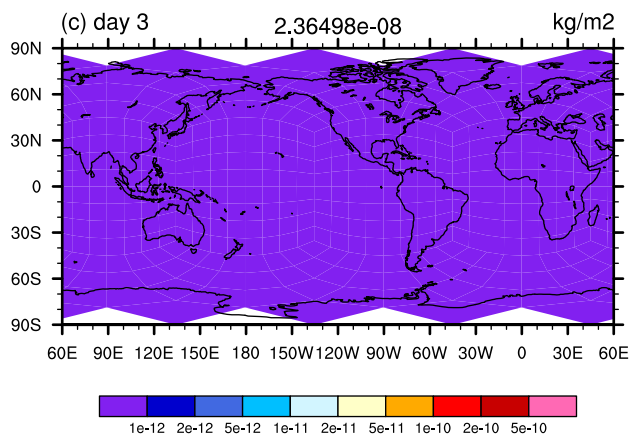 (c) day 3 2.36498e-08 kg/m2
90N
60N
30N
0
30S
60S
90S
60E 90E 120E 150E 180 150W 120W 90W 60W 30W 0 30E 60E
1e-12 2e-12 5e-12 1e-11 2e-11 5e-11 1e-10 2e-10 5e-10